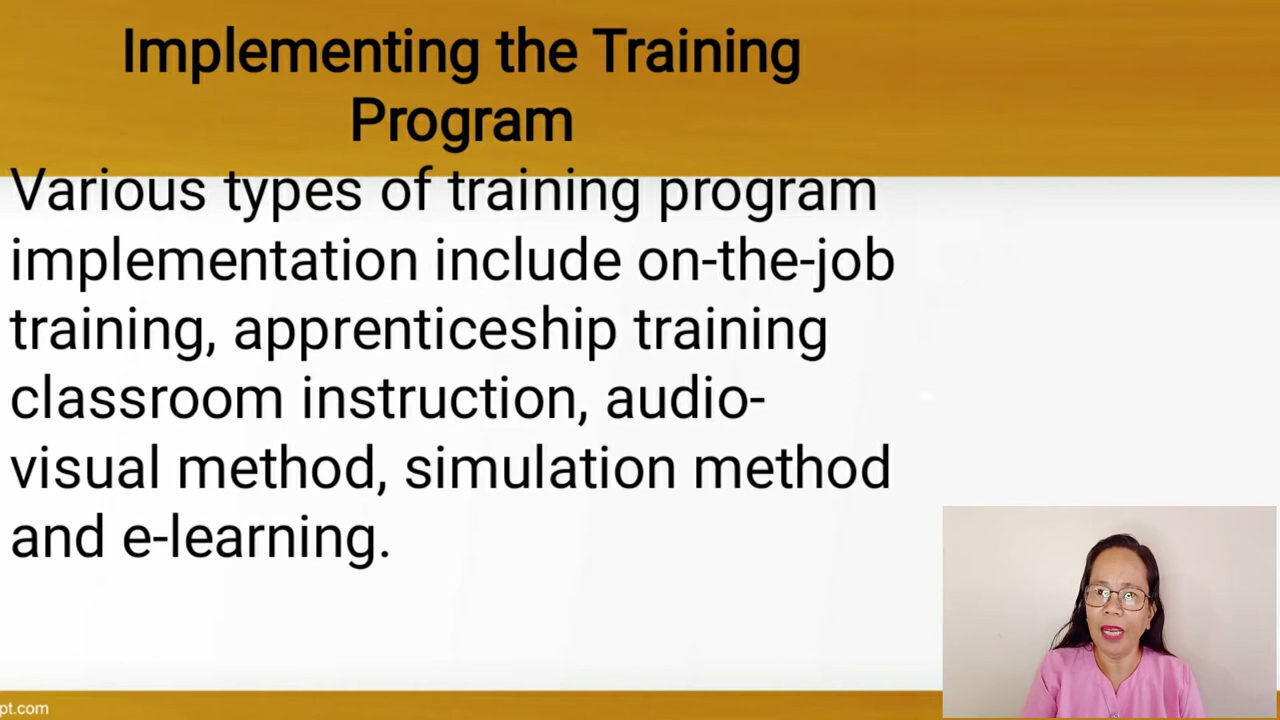 Implementing the Training
Program
Various types of training program
implementation include on-the-job
training, apprenticeship training
classroom instruction, audio-
visual method, simulation method
and e-learning.
pt.com